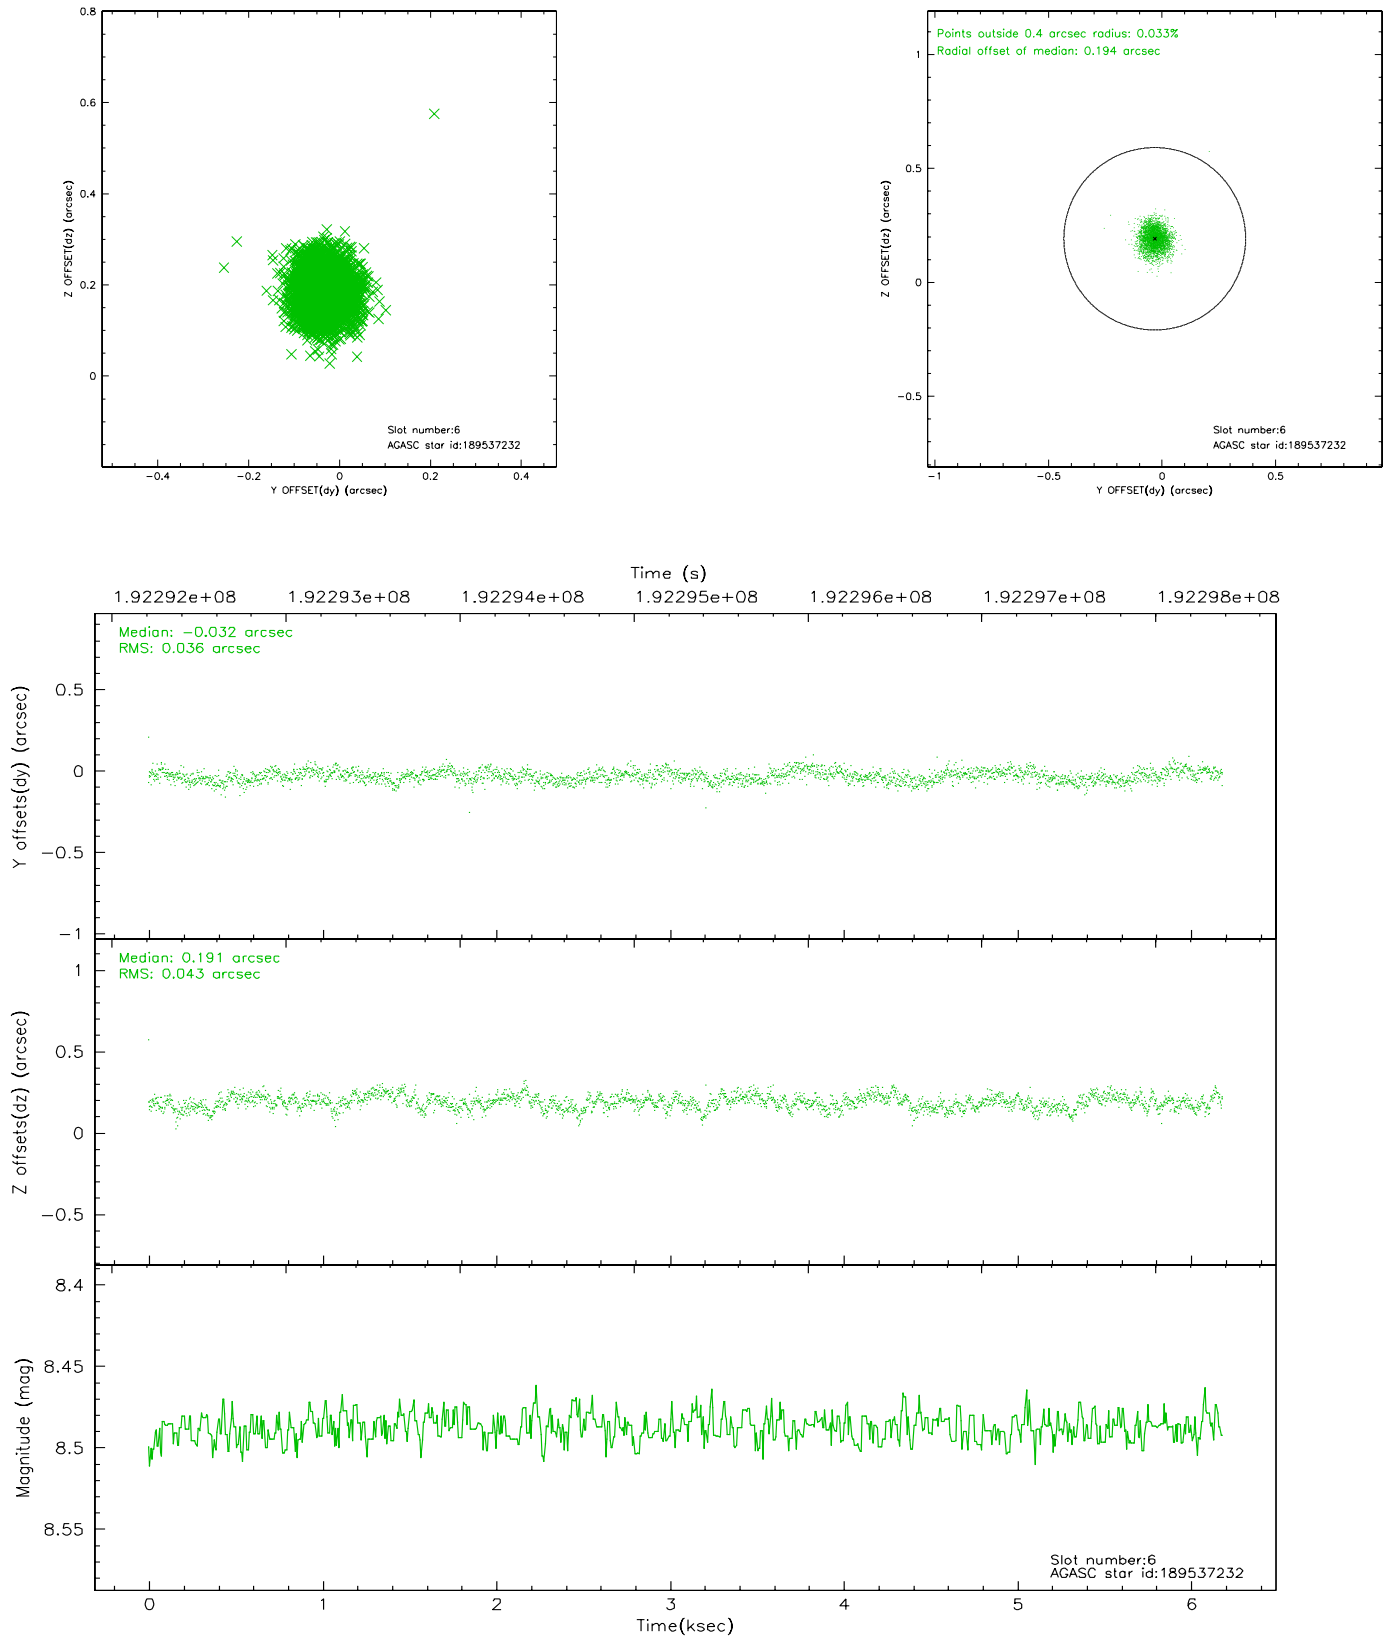 0.8
0.6
0.4
0.2
0
Z OFFSET(dz) (arcsec)
Slot number:6
AGASC star id:189537232
−0.4 −0.2 0 0.2 0.4
Y OFFSET(dy) (arcsec)
Points outside 0.4 arcsec radius: 0.033%
Radial offset of median: 0.194 arcsec
1
0.5
0
−0.5
Z OFFSET(dz) (arcsec)
Slot number:6
AGASC star id:189537232
−1 −0.5 0 0.5
Y OFFSET(dy) (arcsec)
Time (s)
1.92292e+08 1.92293e+08 1.92294e+08 1.92295e+08 1.92296e+08 1.92297e+08 1.92298e+08
Median: −0.032 arcsec
RMS: 0.036 arcsec
0.5
0
−0.5
−1
Y offsets(dy) (arcsec)
Median: 0.191 arcsec
RMS: 0.043 arcsec
1
0.5
0
−0.5
Z offsets(dz) (arcsec)
8.4
8.45
8.5
8.55
Magnitude (mag)
Slot number:6
AGASC star id:189537232
0 1 2 3 4 5 6
Time(ksec)